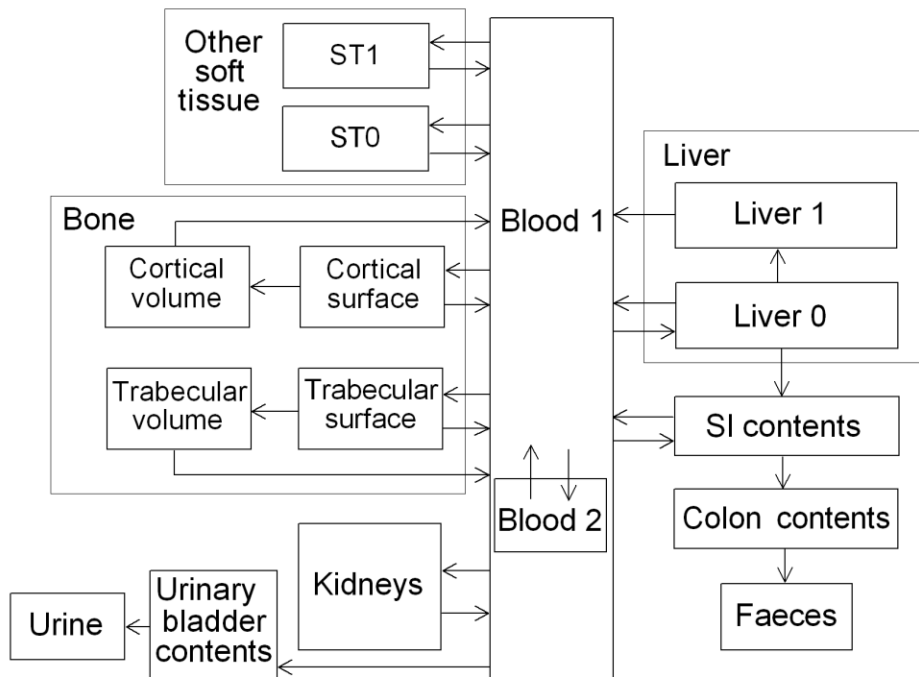 Other
soft
tissue
ST1
ST0
Bone
Cortical
volume
Cortical
surface
Trabecular
volume
Trabecular
surface
Blood 1
Blood 2
Liver
Liver 1
Liver 0
SI contents
Colon contents
Faeces
Kidneys
Urinary
bladder
contents
Urine